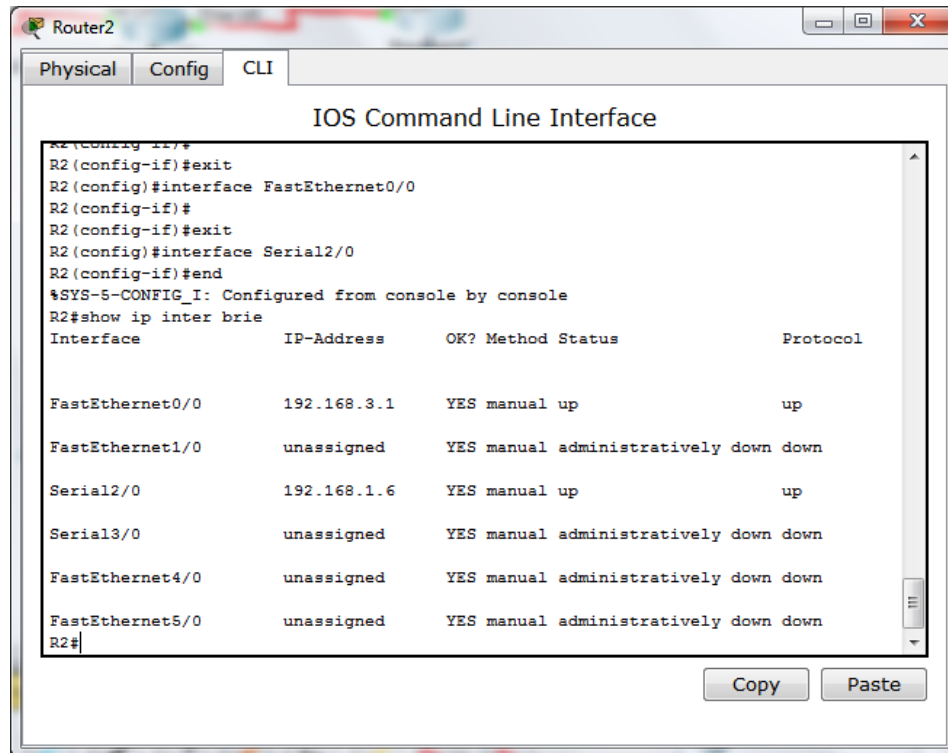 Router2
Physical Config CLI
IOS Command Line Interface
R2(config-if)#
R2(config-if)#exit
R2(config)#interface FastEthernet0/0
R2(config-if)#
R2(config-if)#exit
R2(config)#interface Serial2/0
R2(config-if)#end
%SYS-5-CONFIG_I: Configured from console by console
R2#show ip inter brie
Interface IP-Address OK? Method Status Protocol
FastEthernet0/0 192.168.3.1 YES manual up up
FastEthernet1/0 unassigned YES manual administratively down down
Serial2/0 192.168.1.6 YES manual up up
Serial3/0 unassigned YES manual administratively down down
FastEthernet4/0 unassigned YES manual administratively down down
FastEthernet5/0 unassigned YES manual administratively down down
R2#
Copy Paste